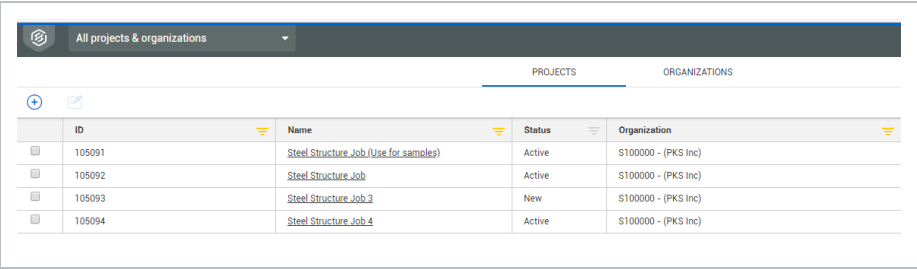 All projects & organizations
PROJECTS ORGANIZATIONS
ID Name Status Organization
105091 Steel Structure Job (Use for samples) Active S100000 - (PKS Inc)
105092 Steel Structure Job Active S100000 - (PKS Inc)
105093 Steel Structure Job 3 New S100000 - (PKS Inc)
105094 Steel Structure Job 4 Active S100000 - (PKS Inc)